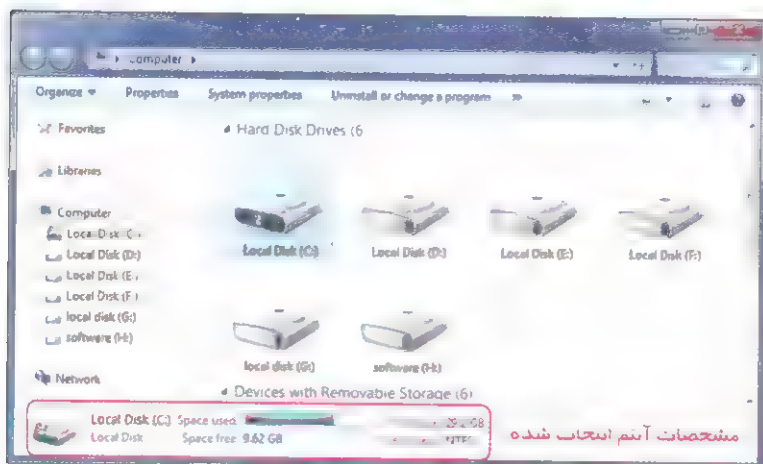 Computer
Organize Properties System properties Uninstall or change a program »
Favorites
Libraries
Computer
Local Disk (D:)
Local Disk (E:)
Local Disk (F:)
local disk (G:)
software (H:)
Network
Hard Disk Drives (6
Local Disk (C:) Local Disk (D:) Local Disk (E:) Local Disk (F:)
local disk (G:) software (H:)
Devices with Removable Storage (6)
Local Disk (C:) Space used:
Local Disk Space free: 9.62 GB
مشخصات آیتم انتخاب شده